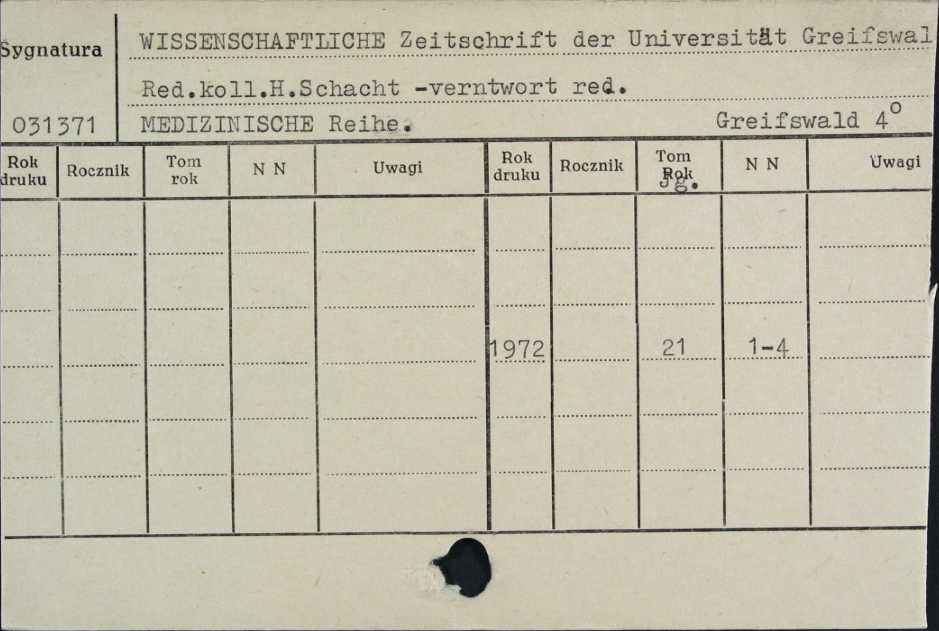 Sygnatura
WISSENSCHAFTLICHE Zeitschrift der Universität Greifswal
Red.koll.H.Schacht -verntwort red.
031371 MEDIZINISCHE Reihe. Greifswald 4°
Rok druku Rocznik Tom rok N N Uwagi Rok druku Rocznik Tom Rok Jg. N N Uwagi
1972 21 1-4